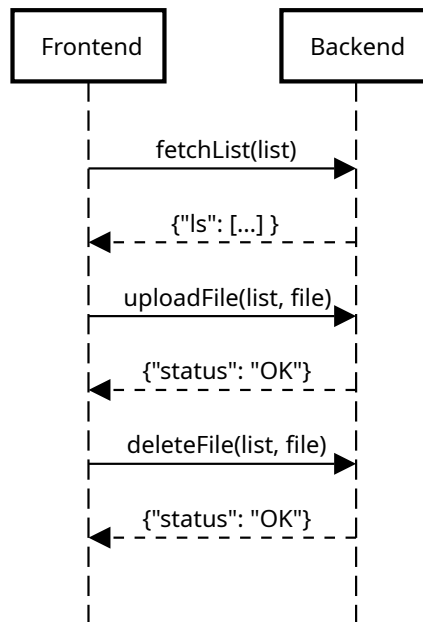 Frontend
Backend
fetchList(list)
{"ls": [...] }
uploadFile(list, file)
{"status": "OK"}
deleteFile(list, file)
{"status": "OK"}